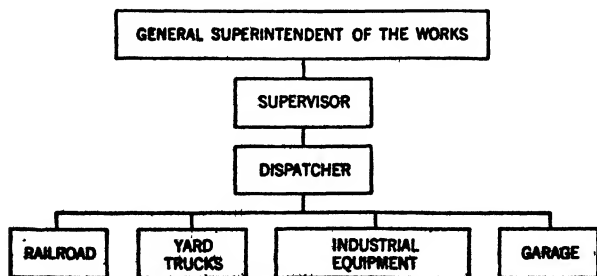 GENERAL SUPERINTENDENT OF THE WORKS
SUPERVISOR
DISPATCHER
RAILROAD
YARD
TRUCKS
INDUSTRIAL
EQUIPMENT
GARAGE